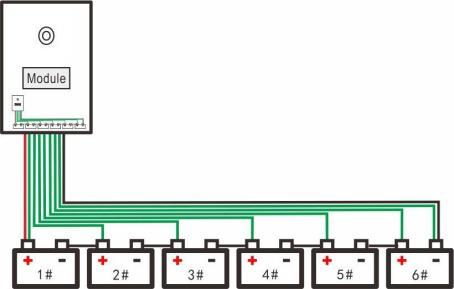 Module
+ - + - + - + - + - + -
1# 2# 3# 4# 5# 6#